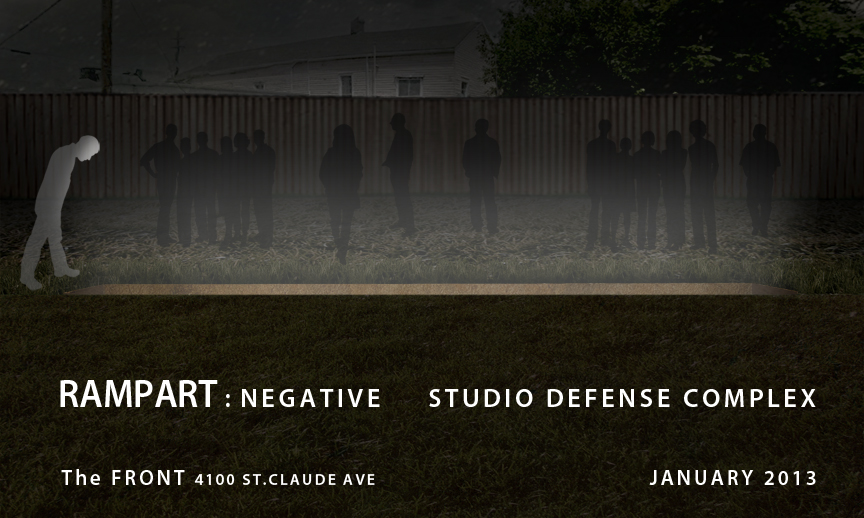 RAMPART : NEGATIVE STUDIO DEFENSE COMPLEX
The FRONT 4100 ST.CLAUDE AVE JANUARY 2013